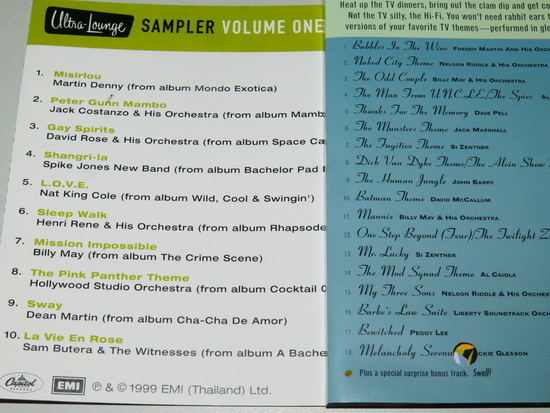 Ultra-Lounge
SAMPLER VOLUME ONE
1. Misirlou
Martin Denny (from album Mondo Exotica)
2. Peter Gunn Mambo
Jack Costanzo & His Orchestra (from album Mamb
3. Gay Spirits
David Rose & His Orchestra (from album Space Ca
4. Shangri-la
Spike Jones New Band (from album Bachelor Pad
5. L.O.V.E.
Nat King Cole (from album Wild, Cool & Swingin')
6. Sleep Walk
Henri Rene & His Orchestra (from album Rhapsode
7. Mission Impossible
Billy May (from album The Crime Scene)
8. The Pink Panther Theme
Hollywood Studio Orchestra (from album Cocktail
9. Sway
Dean Martin (from album Cha-Cha De Amor)
10. La Vie En Rose
Sam Butera & The Witnesses (from album A Bache
Capitol
EMI
℗ & © 1999 EMI (Thailand) Ltd.
Heat up the TV dinners, bring out the clam dip and get co
Not the TV silly, the Hi-Fi. You won't need rabbit ears t
versions of your favorite TV themes—performed in glo
1. Bubbles In The Wine FREDDY MARTIN AND HIS ORCH
2. Naked City Theme NELSON RIDDLE & HIS ORCHESTRA
3. The Odd Couple BILLY MAY & HIS ORCHESTRA
4. The Man From U.N.C.L.E./The Spies AL
5. Thanks For The Memory DAVE PELL
6. The Munsters Theme JACK MARSHALL
7. The Fugitive Theme SI ZENTNER
8. Dick Van Dyke Theme/The Alvin Show
9. The Human Jungle JOHN BARRY
10. Batman Theme DAVID McCALLUM
11. Mannix BILLY MAY & HIS ORCHESTRA
12. One Step Beyond (Fear)/The Twilight Z
13. Mr. Lucky SI ZENTNER
14. The Mod Squad Theme AL CAIOLA
15. My Three Sons NELSON RIDDLE & HIS ORCHES
16. Burke's Law Suite LIBERTY SOUNDTRACK ORCH
17. Bewitched PEGGY LEE
18. Melancholy Serena CKIE GLEASON
Plus a special surprise bonus track. Swell!